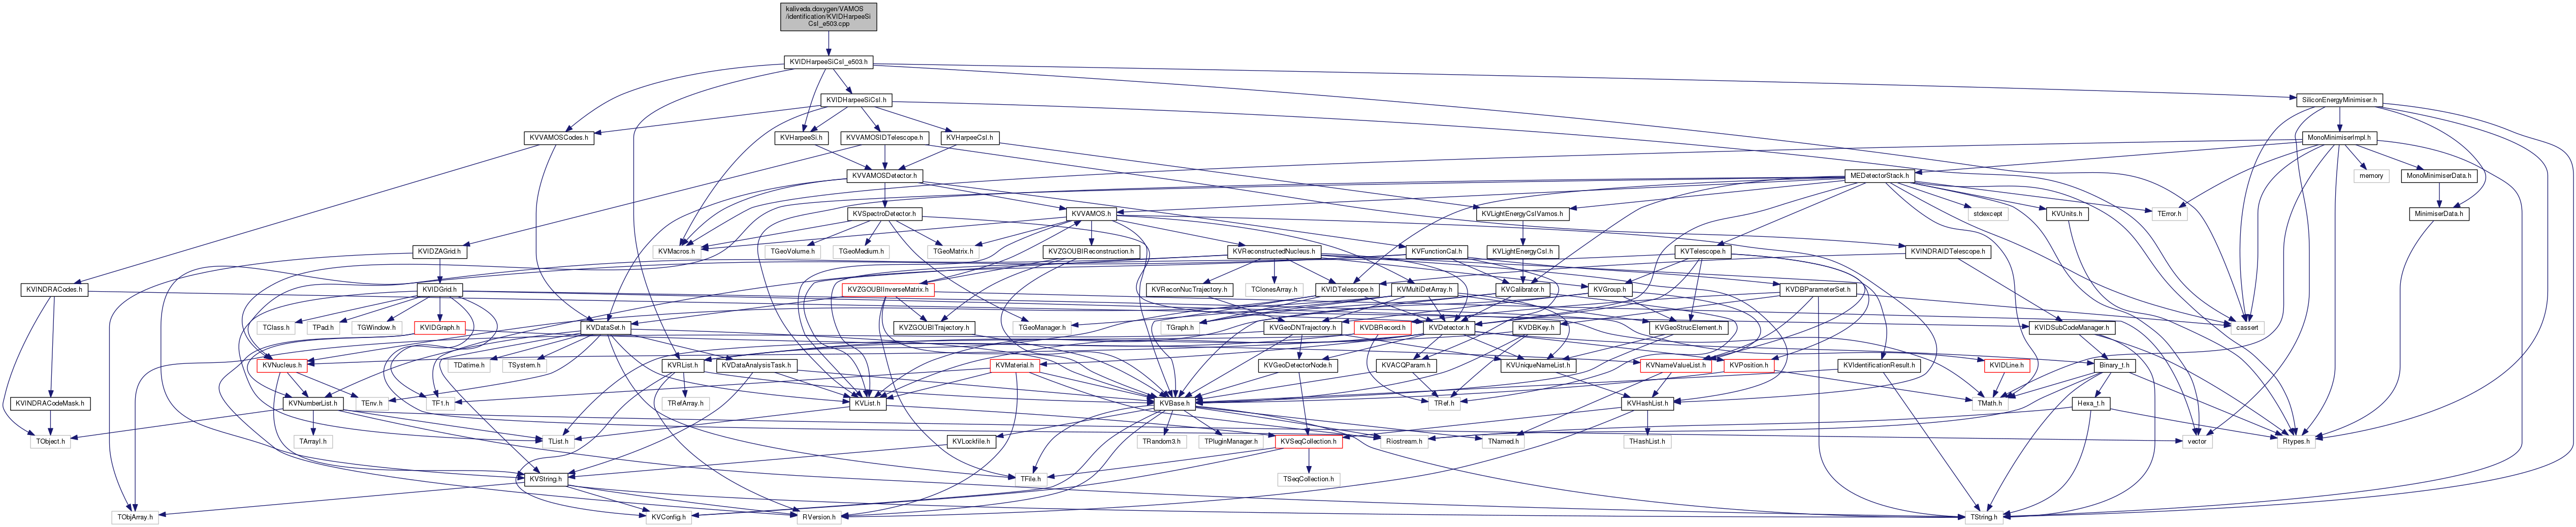 kaliveda.doxygen/VAMOS
/identification/KVIDHarpeeSi
CsI_e503.cpp
KVIDHarpeeSiCsI_e503.h
KVIDHarpeeSiCsI.h
SiliconEnergyMinimiser.h
KVVAMOSCodes.h
KVHarpeeSi.h
KVVAMOSIDTelescope.h
KVHarpeeCsI.h
MonoMinimiserImpl.h
KVVAMOSDetector.h
MEDetectorStack.h
memory
MonoMinimiserData.h
KVSpectroDetector.h
KVVAMOS.h
KVLightEnergyCsIVamos.h
stdexcept
KVUnits.h
TError.h
MinimiserData.h
KVIDZAGrid.h
KVMacros.h
TGeoVolume.h
TGeoMedium.h
TGeoMatrix.h
KVZGOUBIReconstruction.h
KVReconstructedNucleus.h
KVFunctionCal.h
KVLightEnergyCsI.h
KVTelescope.h
KVINDRAIDTelescope.h
KVINDRACodes.h
KVIDGrid.h
KVZGOUBIInverseMatrix.h
KVReconNucTrajectory.h
TClonesArray.h
KVIDTelescope.h
KVMultiDetArray.h
KVCalibrator.h
KVGroup.h
KVDBParameterSet.h
TClass.h
TPad.h
TGWindow.h
KVIDGraph.h
KVDataSet.h
KVZGOUBITrajectory.h
TGeoManager.h
TGraph.h
KVGeoDNTrajectory.h
KVDBRecord.h
KVDetector.h
KVDBKey.h
KVGeoStrucElement.h
KVIDSubCodeManager.h
cassert
KVNucleus.h
TDatime.h
TSystem.h
KVDataAnalysisTask.h
KVRList.h
KVMaterial.h
KVGeoDetectorNode.h
KVACQParam.h
KVUniqueNameList.h
KVNameValueList.h
KVPosition.h
KVIdentificationResult.h
KVIDLine.h
Binary_t.h
KVINDRACodeMask.h
KVNumberList.h
TEnv.h
TF1.h
TRefArray.h
KVList.h
KVBase.h
TRef.h
KVHashList.h
TMath.h
Hexa_t.h
TObject.h
TArrayI.h
TList.h
KVLockfile.h
TRandom3.h
TPluginManager.h
KVSeqCollection.h
Riostream.h
TNamed.h
THashList.h
vector
Rtypes.h
KVString.h
TFile.h
TSeqCollection.h
TObjArray.h
KVConfig.h
RVersion.h
TString.h